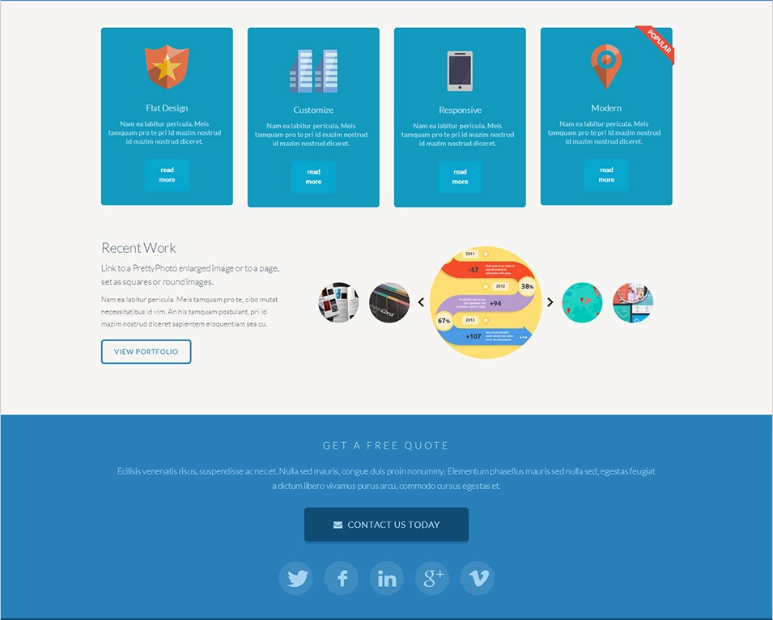 POPULAR
Flat Design
Nam ea labitur pericula. Meis
tamquam pro te pri id mazim nostrud
id mazim nostrud diceret.
read
more
Customize
Nam ea labitur pericula. Meis
tamquam pro te pri id mazim nostrud
id mazim nostrud diceret.
read
more
Responsive
Nam ea labitur pericula. Meis
tamquam pro te pri id mazim nostrud
id mazim nostrud diceret.
read
more
Modern
Nam ea labitur pericula. Meis
tamquam pro te pri id mazim nostrud
id mazim nostrud diceret.
read
more
Recent Work
Link to a PrettyPhoto enlarged image or to a page,
set as squares or round images.
Nam ea labitur pericula. Meis tamquam pro te, cibo mutat
necessitatibus id vim. An his tamquam postulant, pri id
mazim nostrud diceret sapientem eloquentiam sea cu.
VIEW PORTFOLIO
2011
-57
2012
38%
+94
67%
2013
+107
GET A FREE QUOTE
Ecilisis venenatis risus, suspendisse ac nec et. Nulla sed mauris, congue duis proin nonummy. Elementum phasellus mauris sed nulla sed, egestas feugiat
a dictum libero vivamus purus arcu, commodo cursus egestas et.
CONTACT US TODAY
f
in
g+